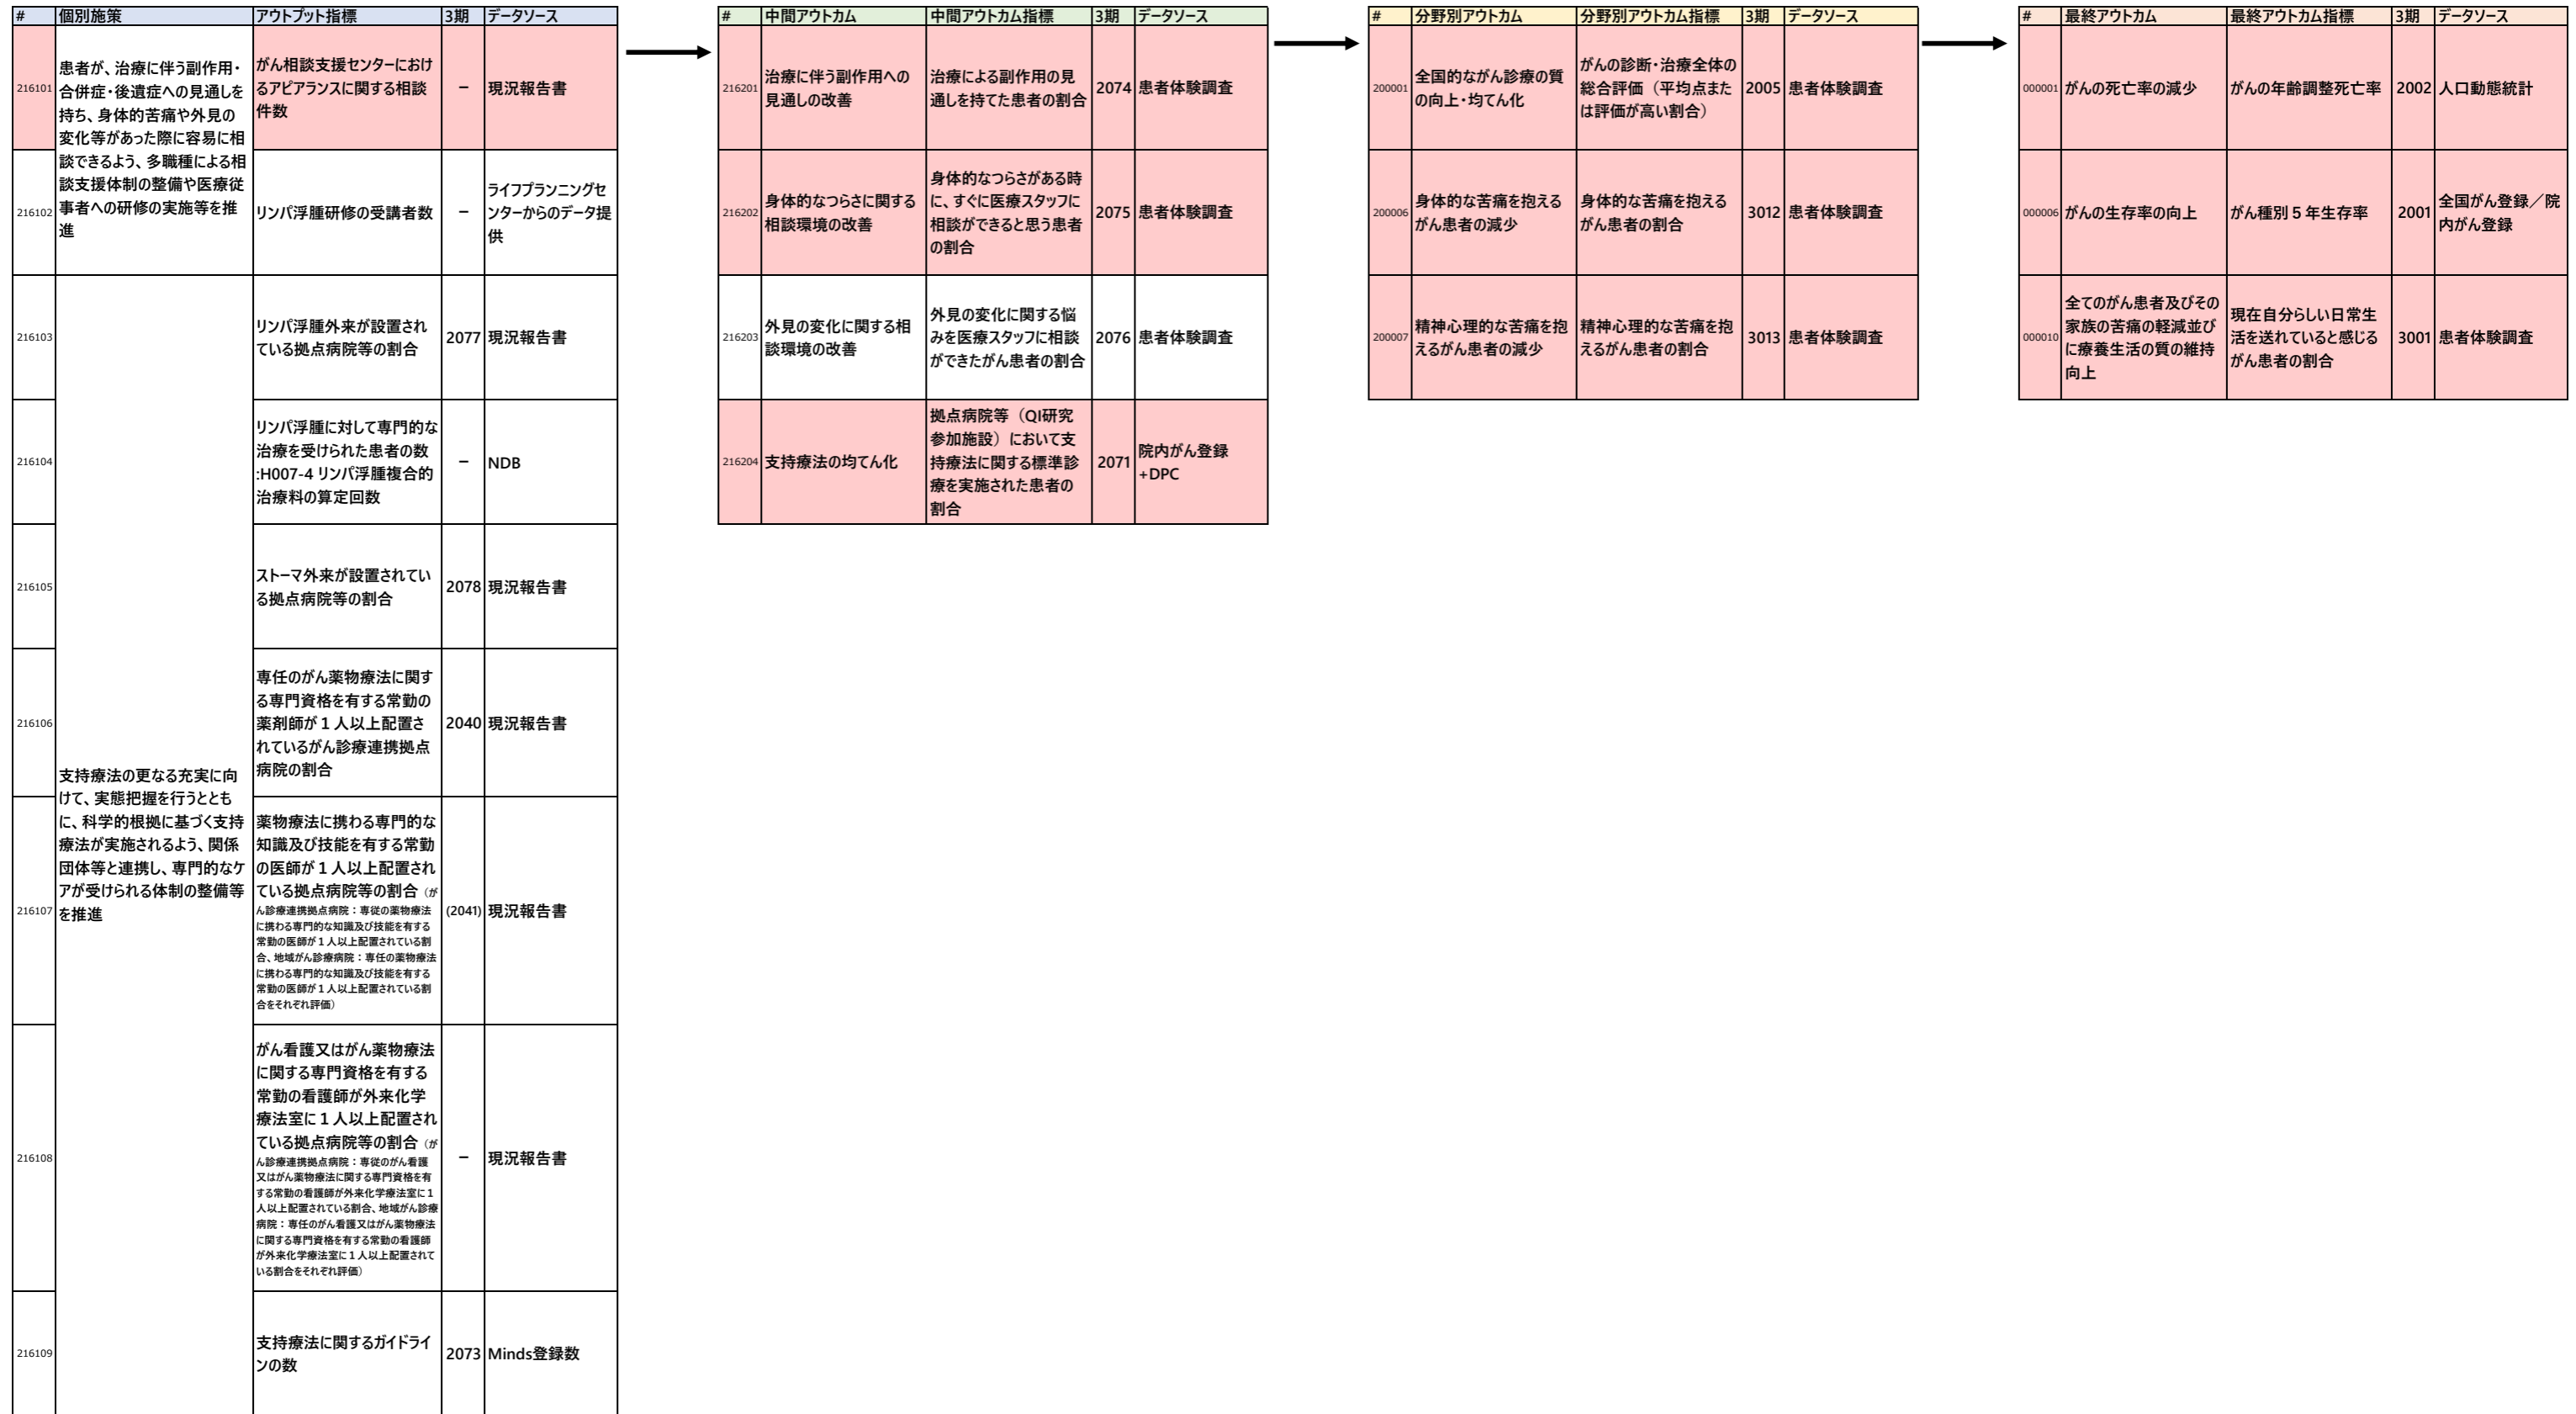 # 個別施策 アウトプット指標 3期 データソース
216101
患者が、治療に伴う副作用・
合併症・後遺症への見通しを
持ち、身体的苦痛や外見の
変化等があった際に容易に相
談できるよう、多職種による相
談支援体制の整備や医療従
事者への研修の実施等を推
進
がん相談支援センターにおけ
るアピアランスに関する相談
件数
－
現況報告書
216102
リンパ浮腫研修の受講者数
－
ライフプランニングセ
ンターからのデータ提
供
216103
支持療法の更なる充実に向
けて、実態把握を行うととも
に、科学的根拠に基づく支持
療法が実施されるよう、関係
団体等と連携し、専門的なケ
アが受けられる体制の整備等
を推進
リンパ浮腫外来が設置され
ている拠点病院等の割合
2077
現況報告書
216104
リンパ浮腫に対して専門的な
治療を受けられた患者の数
:H007-4 リンパ浮腫複合的
治療料の算定回数
－
NDB
216105
ストーマ外来が設置されてい
る拠点病院等の割合
2078
現況報告書
216106
専任のがん薬物療法に関す
る専門資格を有する常勤の
薬剤師が１人以上配置さ
れているがん診療連携拠点
病院の割合
2040
現況報告書
216107
薬物療法に携わる専門的な
知識及び技能を有する常勤
の医師が１人以上配置され
ている拠点病院等の割合（が
ん診療連携拠点病院：専従の薬物療法
に携わる専門的な知識及び技能を有する
常勤の医師が１人以上配置されている割
合、地域がん診療病院：専任の薬物療法
に携わる専門的な知識及び技能を有する
常勤の医師が１人以上配置されている割
合をそれぞれ評価）
(2041)
現況報告書
216108
がん看護又はがん薬物療法
に関する専門資格を有する
常勤の看護師が外来化学
療法室に１人以上配置され
ている拠点病院等の割合（が
ん診療連携拠点病院：専従のがん看護
又はがん薬物療法に関する専門資格を有
する常勤の看護師が外来化学療法室に１
人以上配置されている割合、地域がん診療
病院：専任のがん看護又はがん薬物療法
に関する専門資格を有する常勤の看護師
が外来化学療法室に１人以上配置されて
いる割合をそれぞれ評価）
－
現況報告書
216109
支持療法に関するガイドライ
ンの数
2073
Minds登録数
# 中間アウトカム 中間アウトカム指標 3期 データソース
216201
治療に伴う副作用への
見通しの改善
治療による副作用の見
通しを持てた患者の割合
2074
患者体験調査
216202
身体的なつらさに関する
相談環境の改善
身体的なつらさがある時
に、すぐに医療スタッフに
相談ができると思う患者
の割合
2075
患者体験調査
216203
外見の変化に関する相
談環境の改善
外見の変化に関する悩
みを医療スタッフに相談
ができたがん患者の割合
2076
患者体験調査
216204
支持療法の均てん化
拠点病院等（QI研究
参加施設）において支
持療法に関する標準診
療を実施された患者の
割合
2071
院内がん登録
+DPC
# 分野別アウトカム 分野別アウトカム指標 3期 データソース
200001
全国的ながん診療の質
の向上・均てん化
がんの診断・治療全体の
総合評価（平均点また
は評価が高い割合）
2005
患者体験調査
200006
身体的な苦痛を抱える
がん患者の減少
身体的な苦痛を抱える
がん患者の割合
3012
患者体験調査
200007
精神心理的な苦痛を抱
えるがん患者の減少
精神心理的な苦痛を抱
えるがん患者の割合
3013
患者体験調査
# 最終アウトカム 最終アウトカム指標 3期 データソース
000001
がんの死亡率の減少
がんの年齢調整死亡率
2002
人口動態統計
000006
がんの生存率の向上
がん種別５年生存率
2001
全国がん登録／院
内がん登録
000010
全てのがん患者及びその
家族の苦痛の軽減並び
に療養生活の質の維持
向上
現在自分らしい日常生
活を送れていると感じる
がん患者の割合
3001
患者体験調査